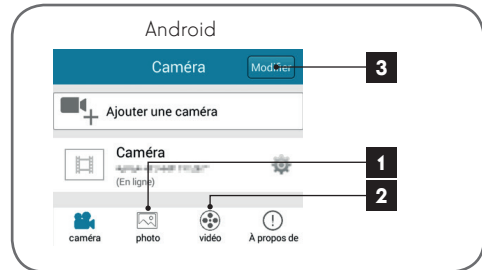 Android
Caméra
Modifier
3
Ajouter une caméra
Caméra
(En ligne)
1
2
caméra
photo
vidéo
À propos de